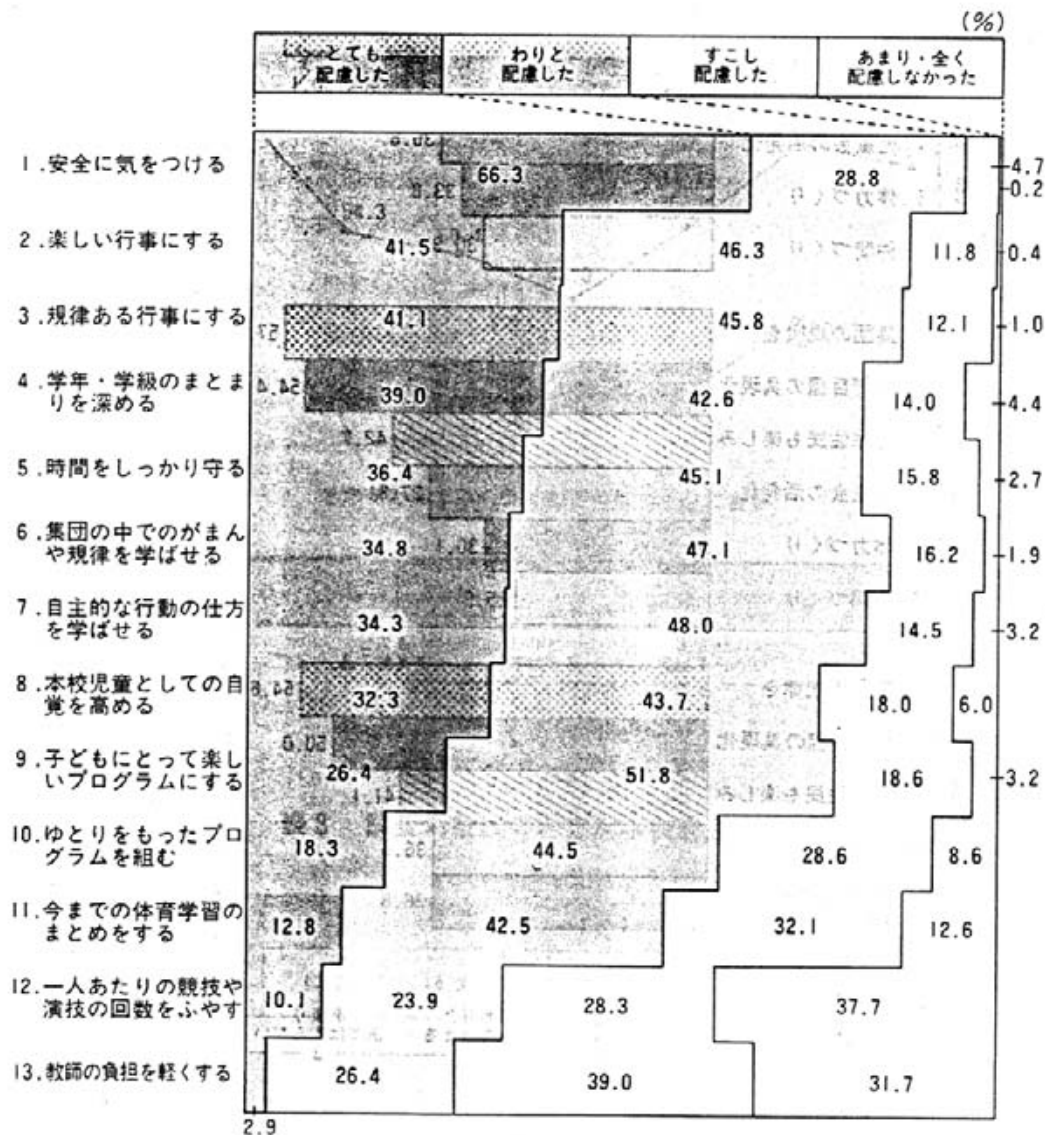 (%)
とても
配慮した
わりと
配慮した
すこし
配慮した
あまり・全く
配慮しなかった
1.安全に気をつける
66.3
28.8
4.7
0.2
2.楽しい行事にする
41.5
46.3
11.8
0.4
3.規律ある行事にする
41.1
45.8
12.1
1.0
4.学年・学級のまとま
りを深める
39.0
42.6
14.0
4.4
5.時間をしっかり守る
36.4
45.1
15.8
2.7
6.集団の中でのがまん
や規律を学ばせる
34.8
47.1
16.2
1.9
7.自主的な行動の仕方
を学ばせる
34.3
48.0
14.5
3.2
8.本校児童としての自
覚を高める
32.3
43.7
18.0
6.0
9.子どもにとって楽し
いプログラムにする
26.4
51.8
18.6
3.2
10.ゆとりをもったプロ
グラムを組む
18.3
44.5
28.6
8.6
11.今までの体育学習の
まとめをする
12.8
42.5
32.1
12.6
12.一人あたりの競技や
演技の回数をふやす
10.1
23.9
28.3
37.7
13.教師の負担を軽くする
26.4
39.0
31.7
2.9